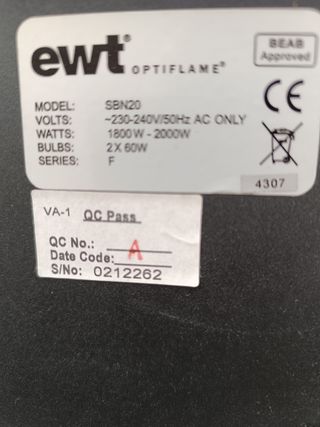 ewt® OPTIFLAME®
BEAB
Approved
MODEL: SBN20
VOLTS: ~230-240V/50Hz AC ONLY
WATTS: 1800W - 2000W
BULBS: 2 X 60W
SERIES: F
CE
4307
VA-1 QC Pass
QC No.:
Date Code: A
S/No: 0212262